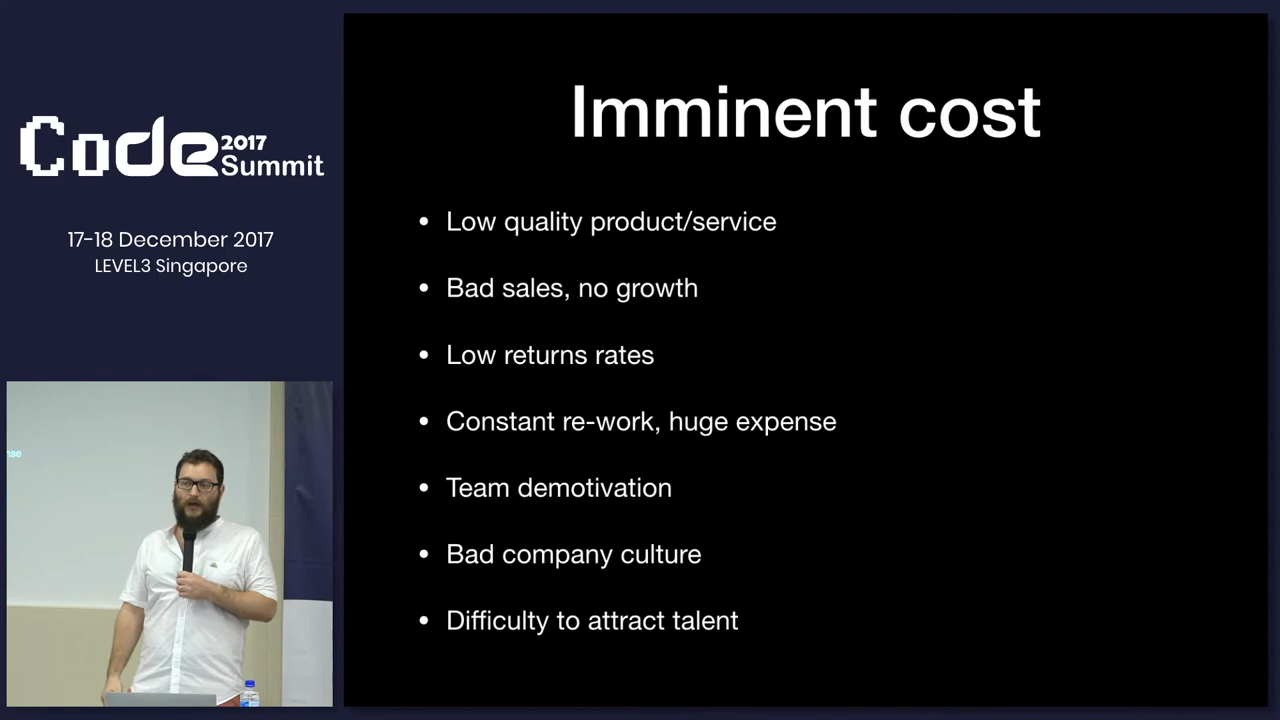 Code 2017 Summit
17-18 December 2017
LEVEL3 Singapore
Imminent cost
• Low quality product/service
• Bad sales, no growth
• Low returns rates
• Constant re-work, huge expense
• Team demotivation
• Bad company culture
• Difficulty to attract talent
nse